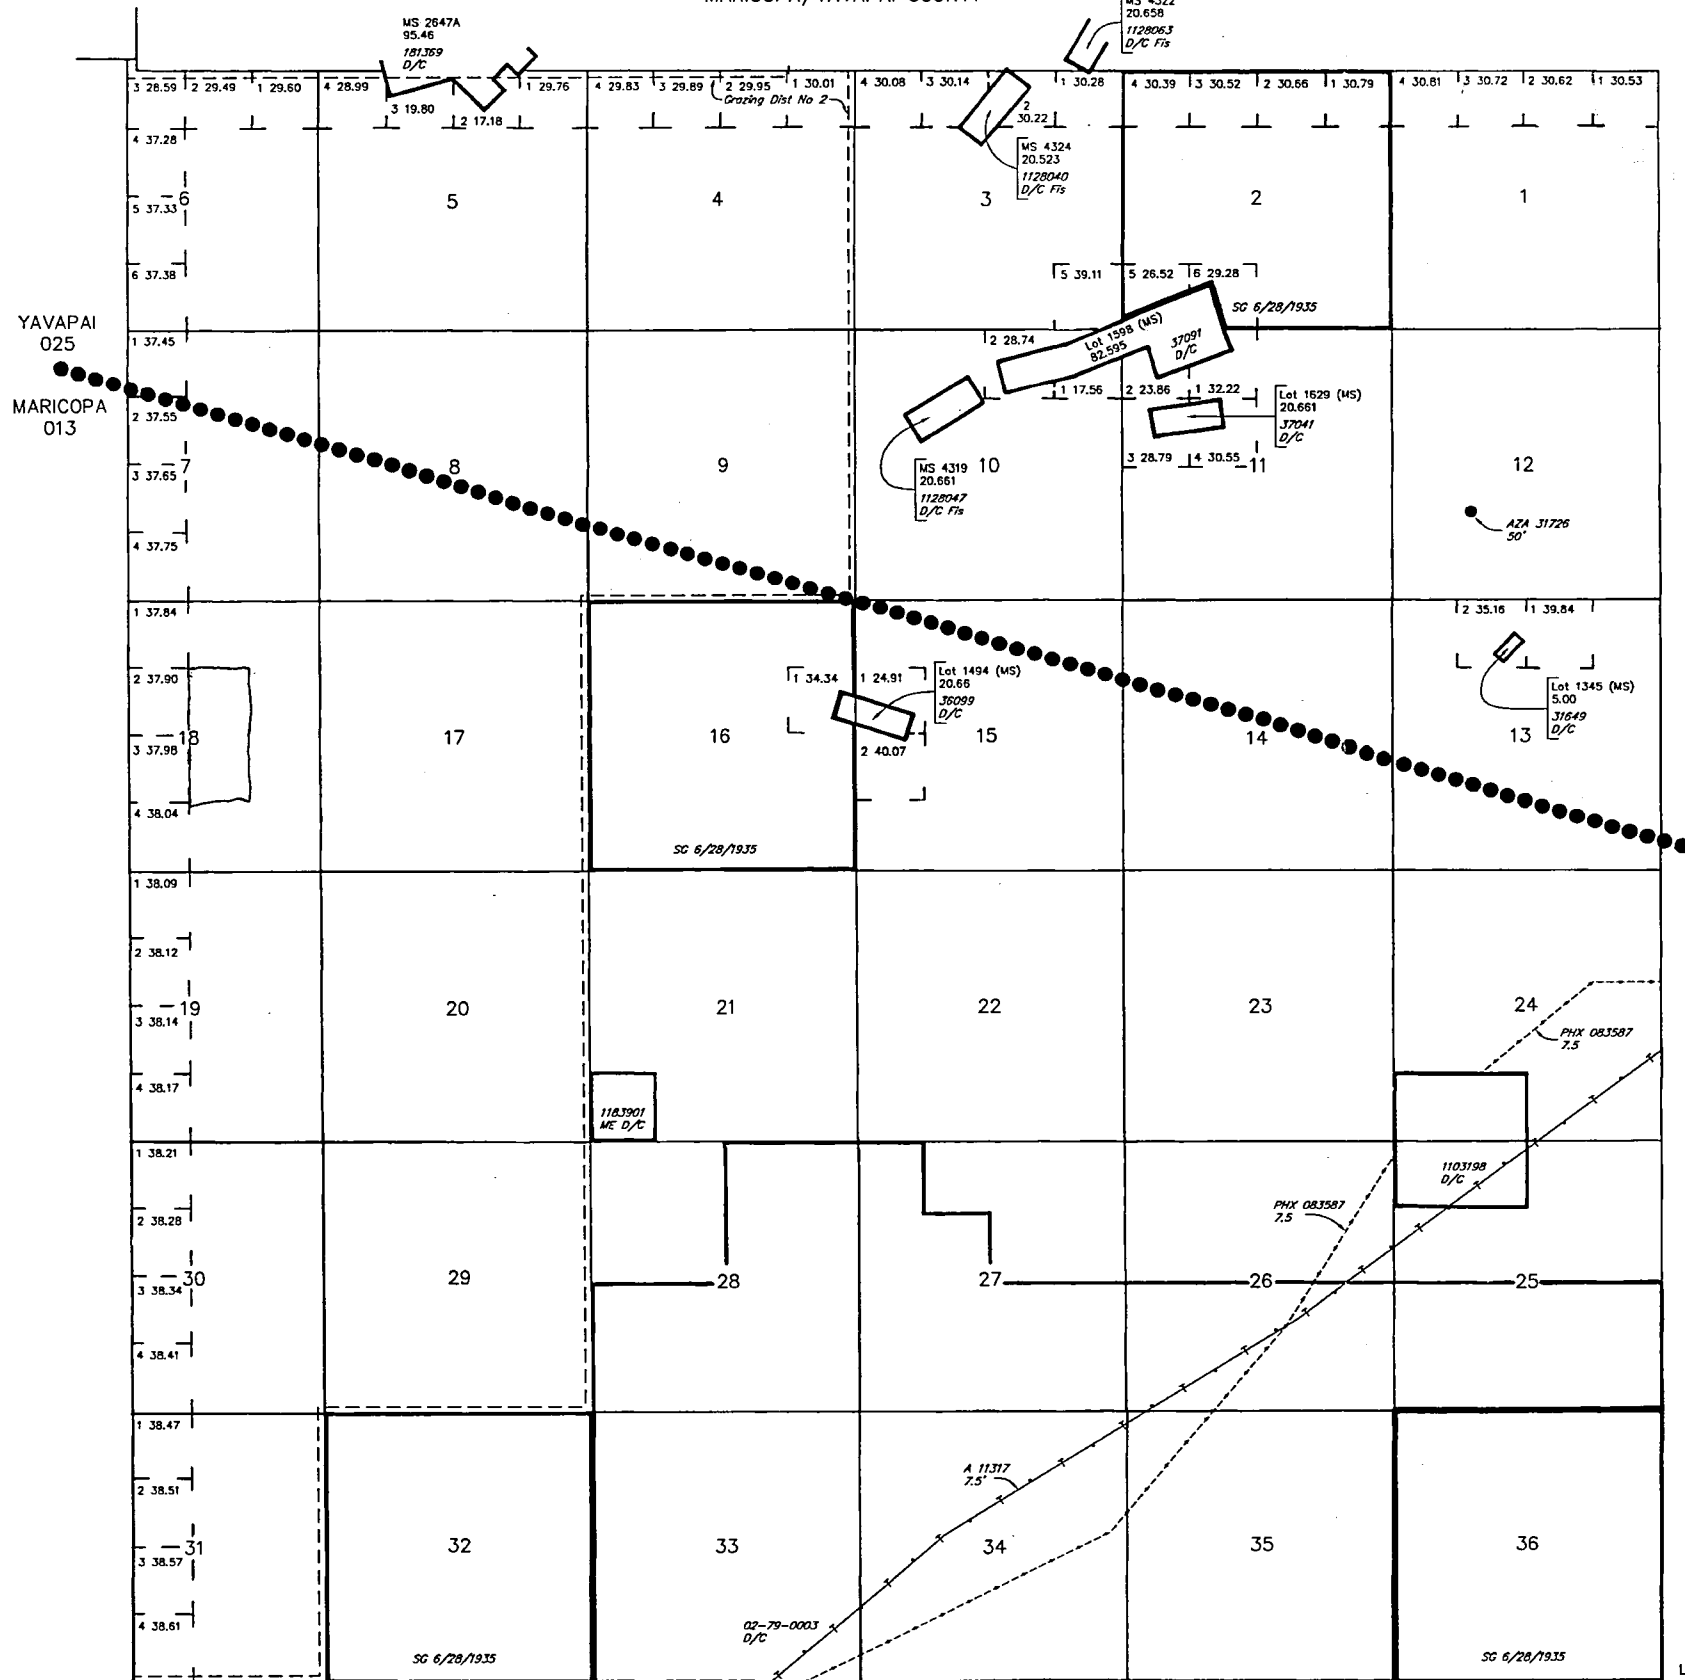 MARICOPA/YAVAPAI COUNTY
MS 2647A
95.46
181369
D/C
MS 4322
20.658
1128063
D/C Fis
3 28.59 2 29.49 1 29.60 4 28.99 1 29.76 4 29.83 3 29.89 2 29.95 1 30.01 4 30.08 3 30.14 1 30.28 4 30.39 3 30.52 2 30.66 1 30.79 4 30.81 3 30.72 2 30.62 1 30.53
Grazing Dist No 2
3 19.80
2 17.18
2
30.22
4 37.28
MS 4324
20.523
1128040
D/C Fis
6 5 4 3 2 1
5 37.33
6 37.38
5 39.11 5 26.52 6 29.28
SG 6/28/1935
YAVAPAI
025
MARICOPA
013
1 37.45
2 28.74
Lot 1598 (MS)
82.595
37091
D/C
1 17.56 2 23.86 1 32.22
2 37.55
Lot 1629 (MS)
20.661
37041
D/C
3 28.79 4 30.55
3 37.65
7 8 9 10 11 12
MS 4319
20.661
1128047
D/C Fis
AZA 31726
50'
4 37.75
1 37.84
2 35.16 1 39.84
2 37.90
1 34.34 1 24.91
Lot 1494 (MS)
20.66
36099
D/C
Lot 1345 (MS)
5.00
31649
D/C
3 37.98
18 17 16 15 14 13
2 40.07
4 38.04
SG 6/28/1935
1 38.09
2 38.12
3 38.14
19 20 21 22 23 24
PHX 083587
7.5
4 38.17
1183901
ME D/C
1 38.21
1103198
D/C
2 38.28
PHX 083587
7.5
3 38.34
30 29 28 27 26 25
4 38.41
1 38.47
2 38.51
A 11317
7.5'
3 38.57
31 32 33 34 35 36
4 38.61
02-79-0003
D/C
SG 6/28/1935
SG 6/28/1935